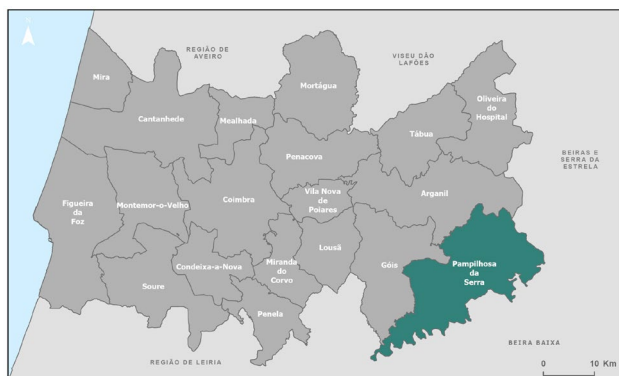 REGIÃO DE
AVEIRO
VISEU DÃO
LAFÕES
Mira
Mortágua
Oliveira
do
Hospital
Cantanhede
Mealhada
Tábua
Penacova
BEIRAS E
SERRA DA
ESTRELA
Figueira
da
Foz
Montemor-o-Velho
Coimbra
Vila Nova
de
Poiares
Arganil
Lousã
Condeixa-a-Nova
Miranda
do
Corvo
Góis
Pampilhosa
da
Serra
Soure
Penela
REGIÃO DE LEIRIA
BEIRA BAIXA
0 10 Km